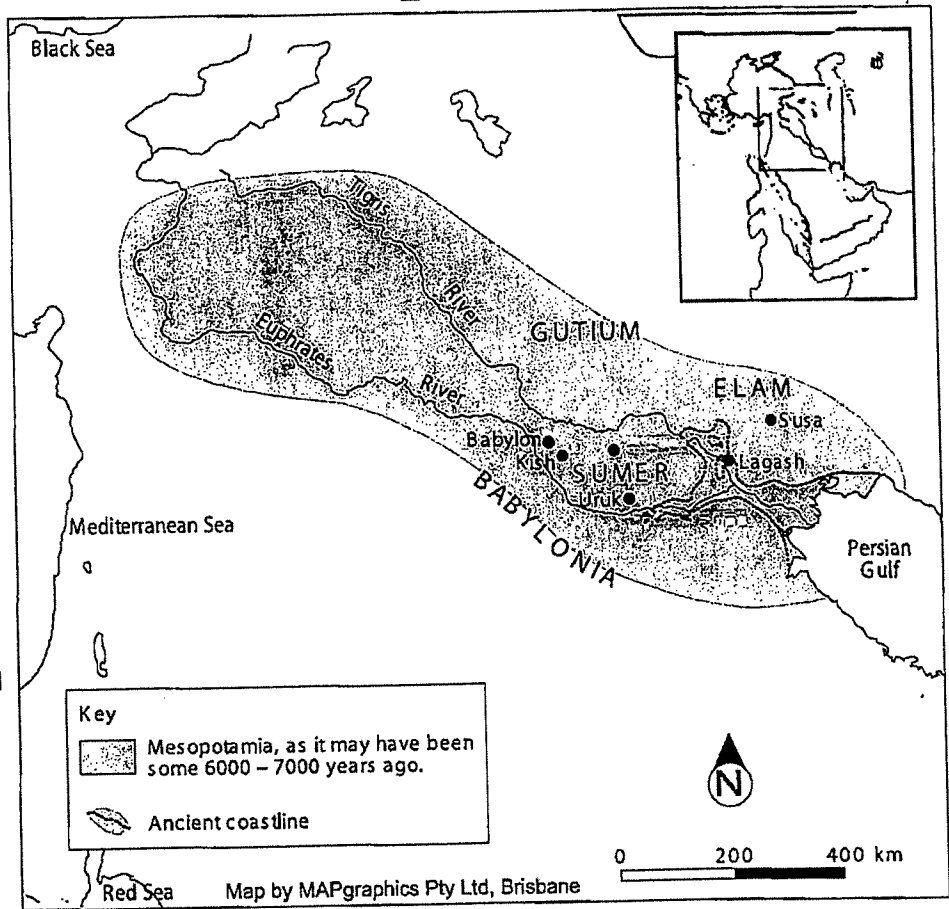 Black Sea
Tigris
River
GUTIUM
Euphrates
River
ELAM
Susa
Babylon
Kish
SUMER
Lagash
Uruk
BABYLONIA
Mediterranean Sea
Persian
Gulf
Key
Mesopotamia, as it may have been
some 6000 – 7000 years ago.
Ancient coastline
N
0 200 400 km
Red Sea
Map by MAPgraphics Pty Ltd, Brisbane